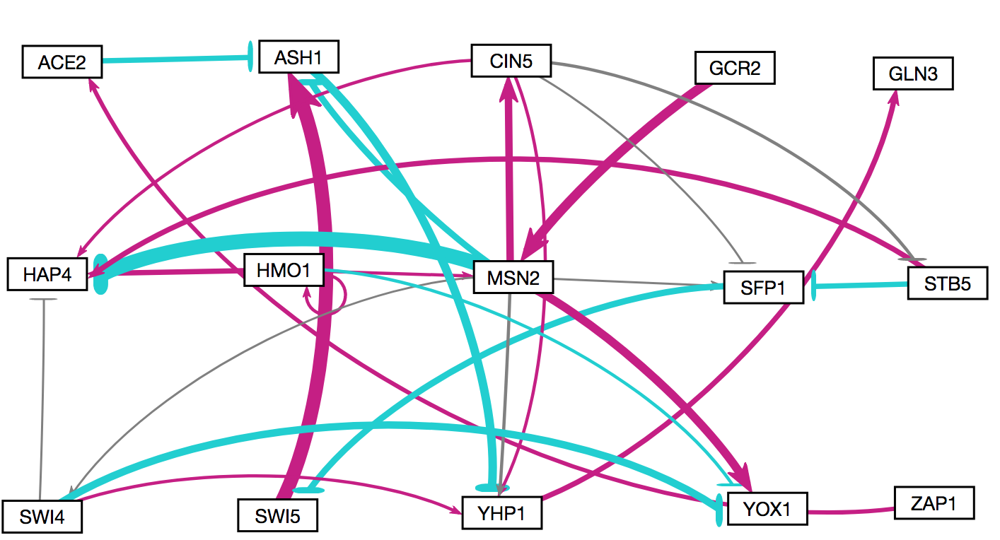 ACE2
ASH1
CIN5
GCR2
GLN3
HAP4
HMO1
MSN2
SFP1
STB5
SWI4
SWI5
YHP1
YOX1
ZAP1